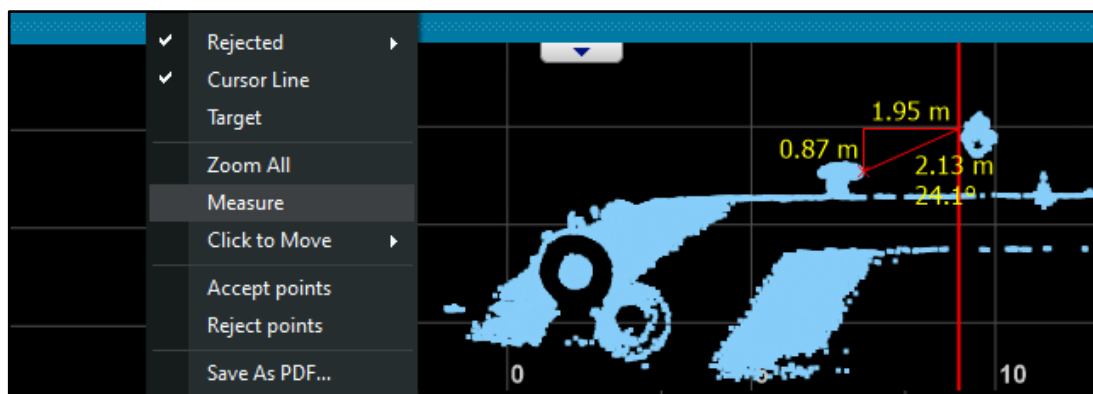 Rejected
Cursor Line
Target
Zoom All
Measure
Click to Move
Accept points
Reject points
Save As PDF...
1.95 m
0.87 m
2.13 m
24.1°
0
5
10